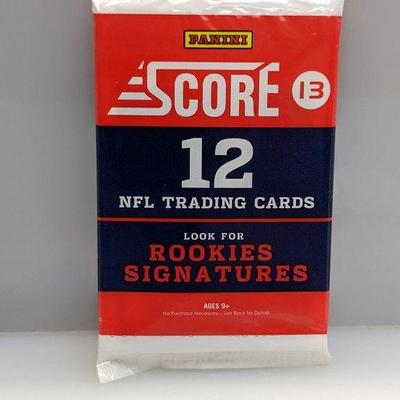 PANINI
SCORE 13
12
NFL TRADING CARDS
LOOK FOR
ROOKIES
SIGNATURES
AGES 9+
No Purchase Necessary - See Back for Details